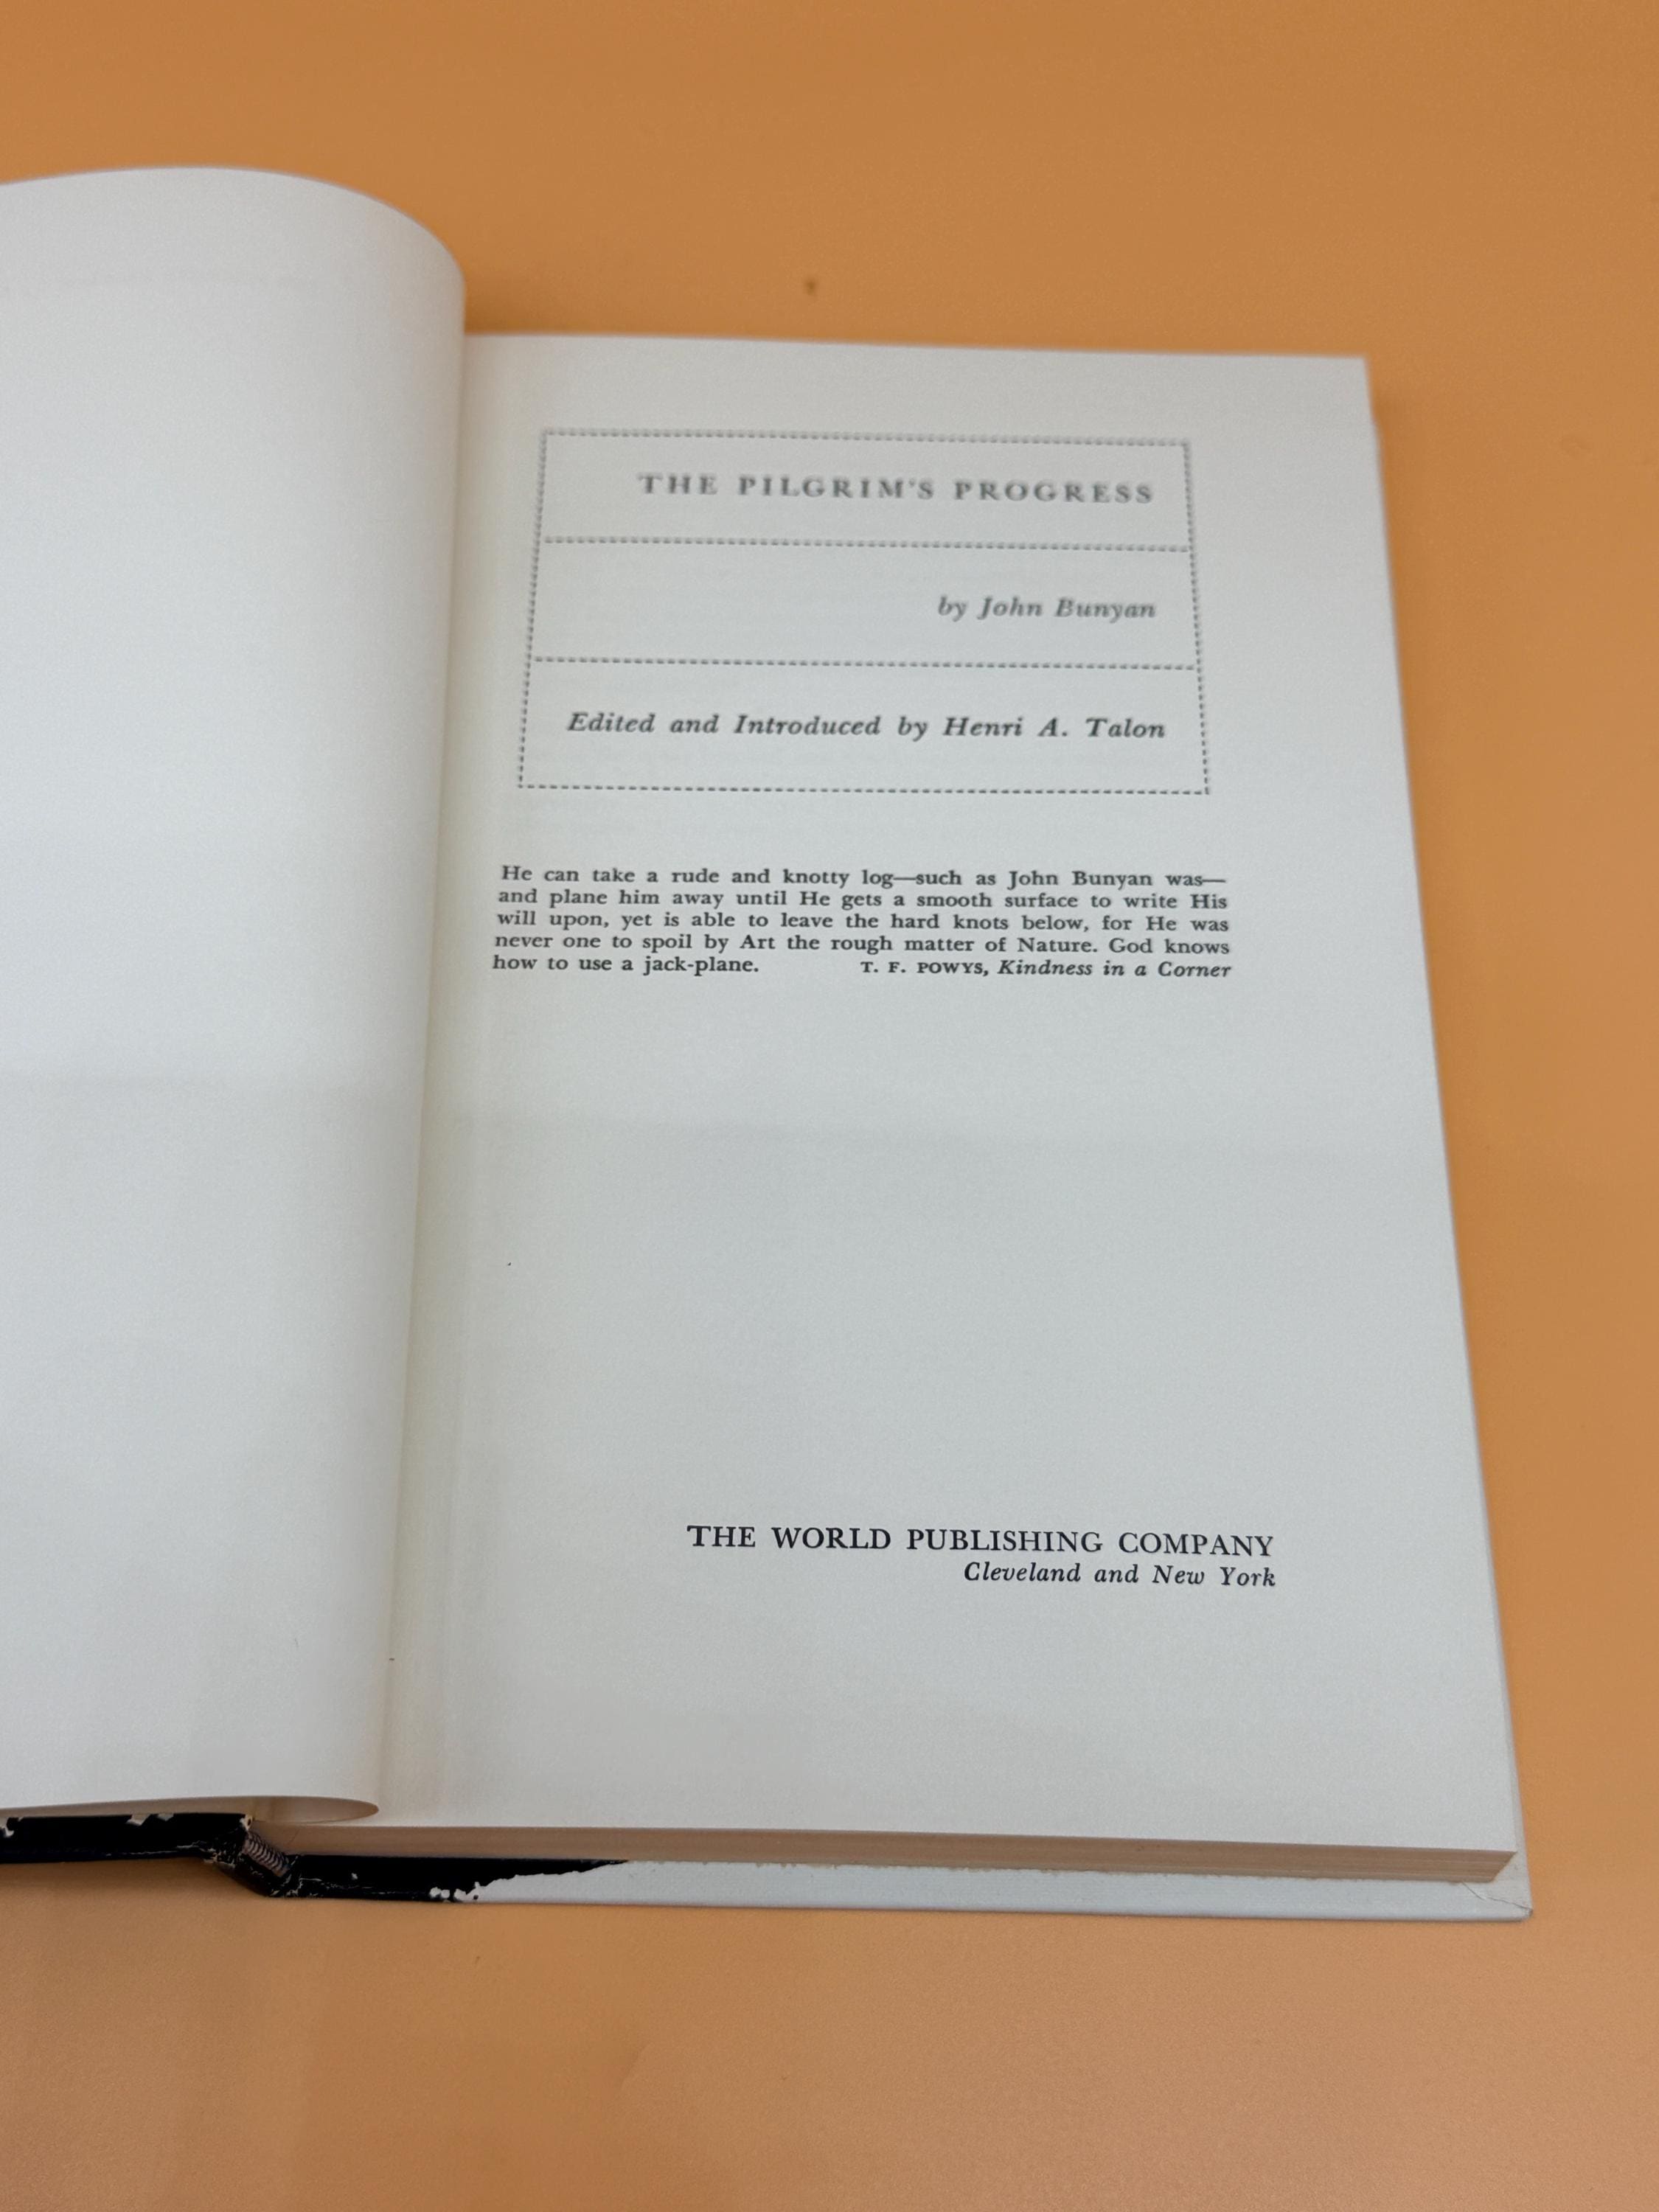 THE PILGRIM'S PROGRESS
by John Bunyan
Edited and Introduced by Henri A. Talon
He can take a rude and knotty log—such as John Bunyan was—
and plane him away until He gets a smooth surface to write His
will upon, yet is able to leave the hard knots below, for He was
never one to spoil by Art the rough matter of Nature. God knows
how to use a jack-plane. T. F. POWYS, Kindness in a Corner
THE WORLD PUBLISHING COMPANY
Cleveland and New York